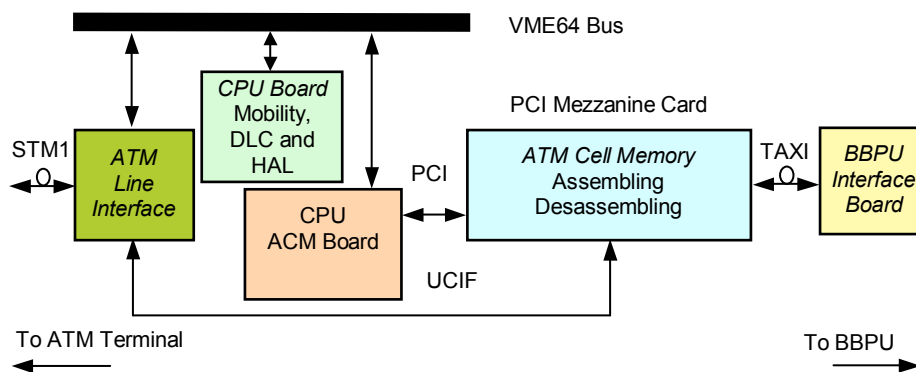 VME64 Bus
CPU Board
Mobility,
DLC and
HAL
PCI Mezzanine Card
STM1
ATM
Line
Interface
PCI
ATM Cell Memory
Assembling
Desassembling
TAXI
BBPU
Interface
Board
CPU
ACM Board
UCIF
To ATM Terminal
To BBPU